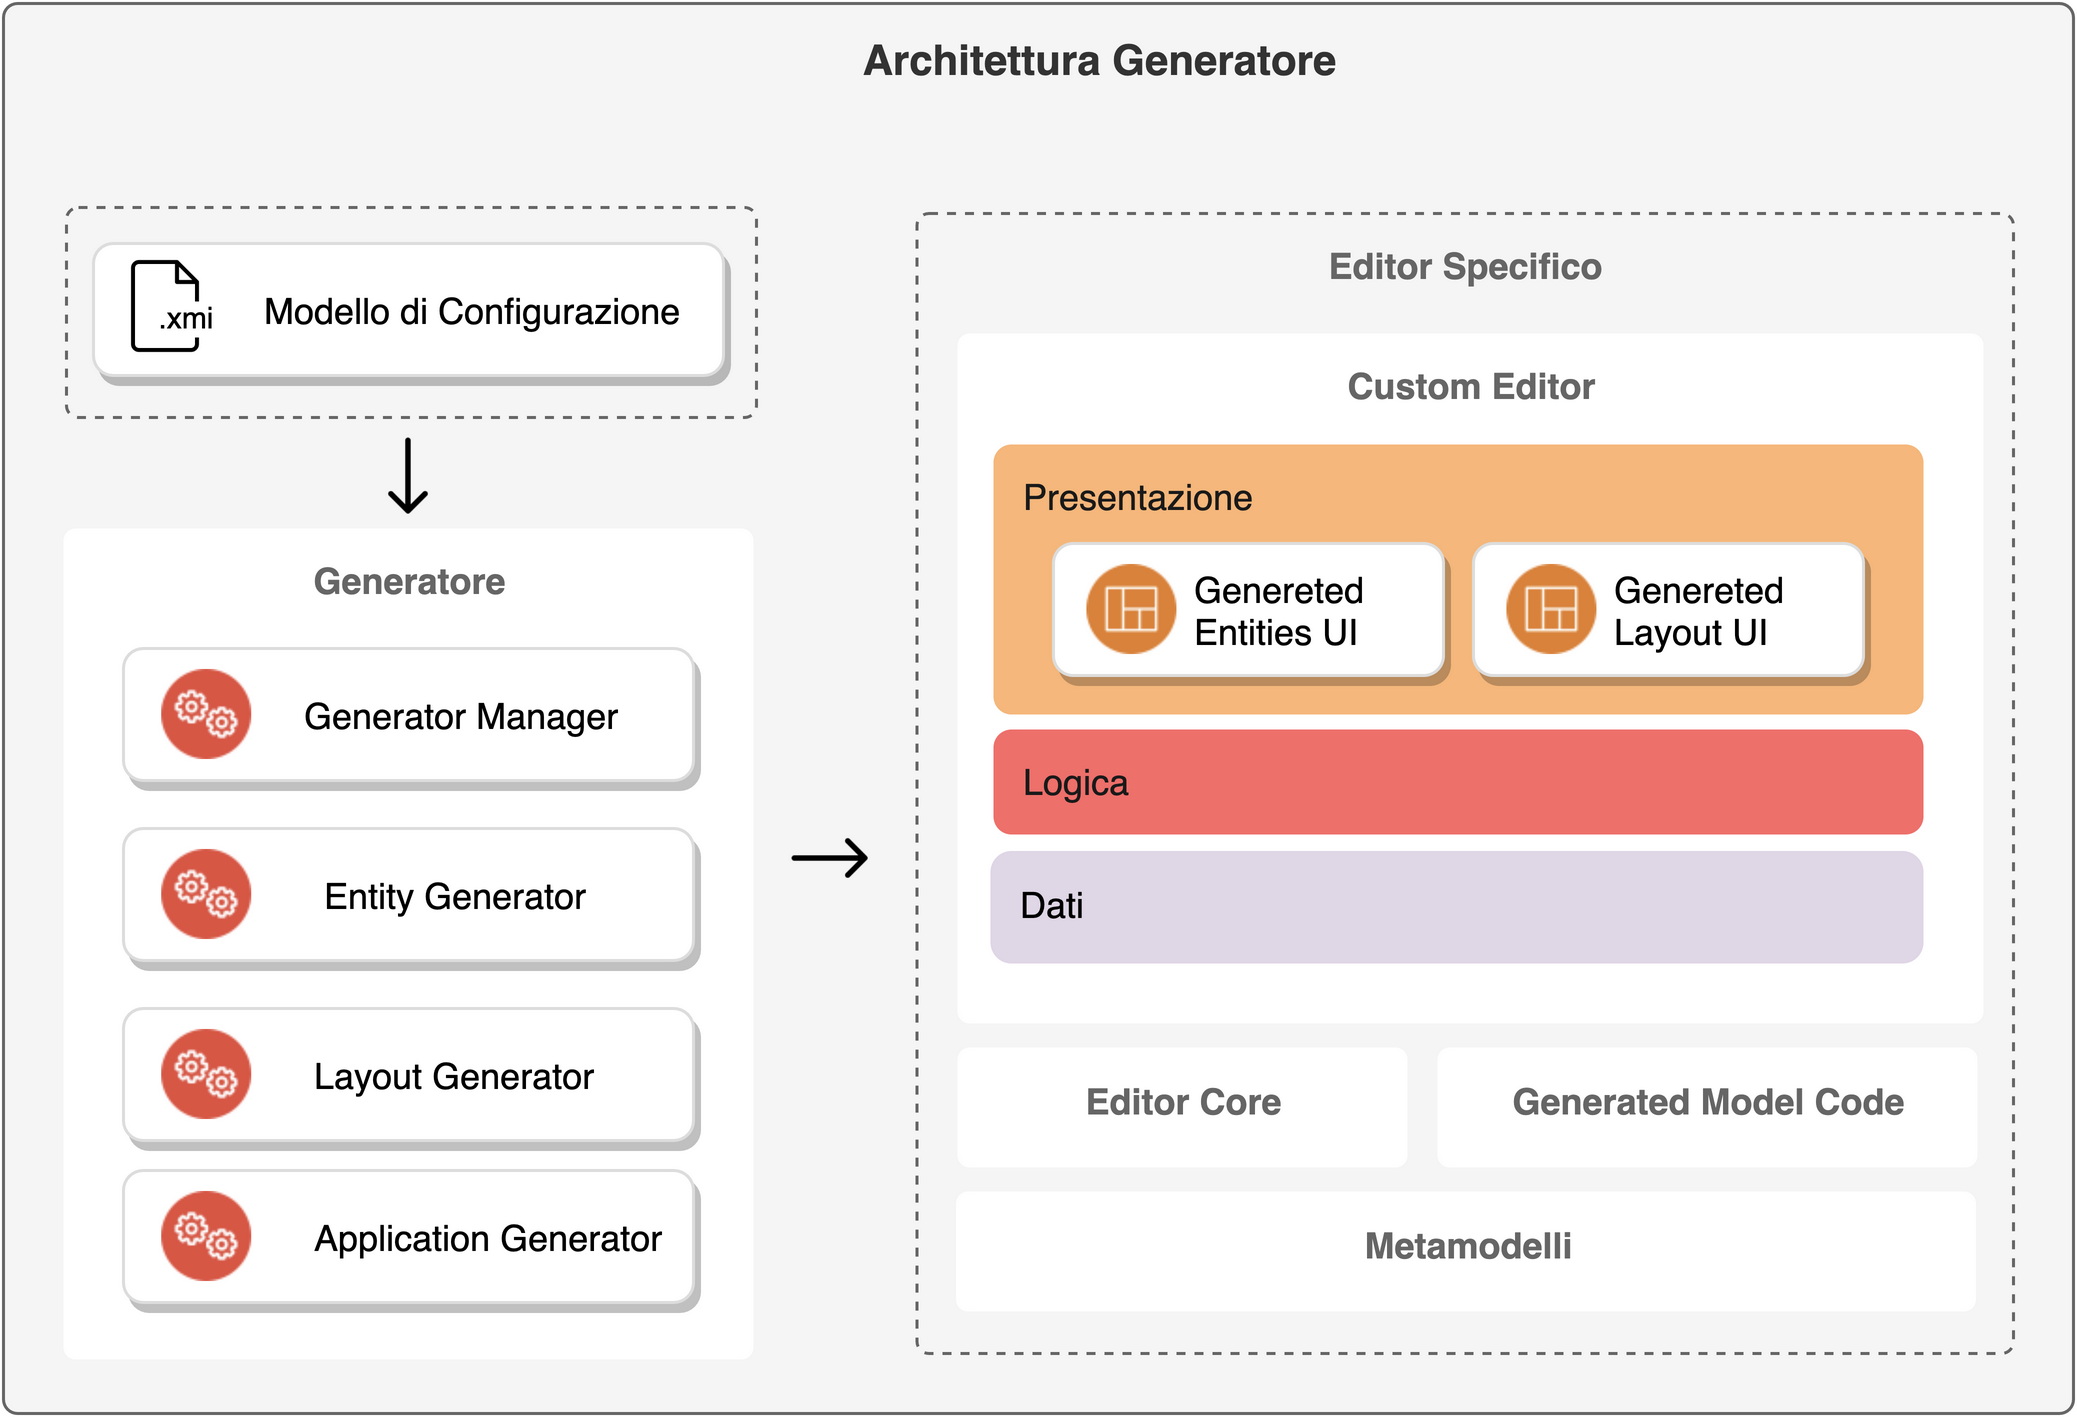 Architettura Generatore
.xmi
Modello di Configurazione
Generatore
Generator Manager
Entity Generator
Layout Generator
Application Generator
Editor Specifico
Custom Editor
Presentazione
Genereted
Entities UI
Genereted
Layout UI
Logica
Dati
Editor Core
Generated Model Code
Metamodelli